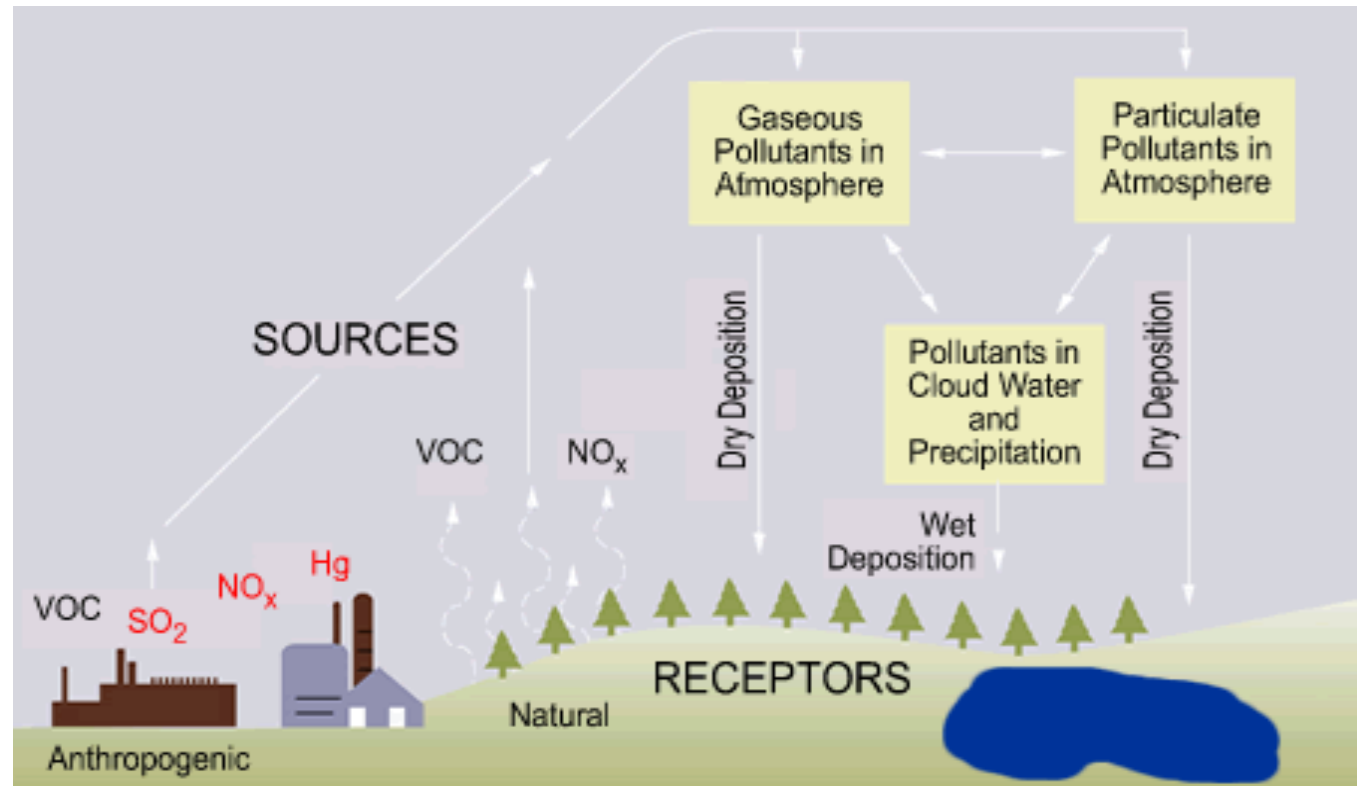 Gaseous
Pollutants in
Atmosphere
Particulate
Pollutants in
Atmosphere
SOURCES
Dry Deposition
Pollutants in
Cloud Water
and
Precipitation
Dry Deposition
VOC
NOx
Wet
Deposition
VOC
SO2
NOx
Hg
RECEPTORS
Natural
Anthropogenic